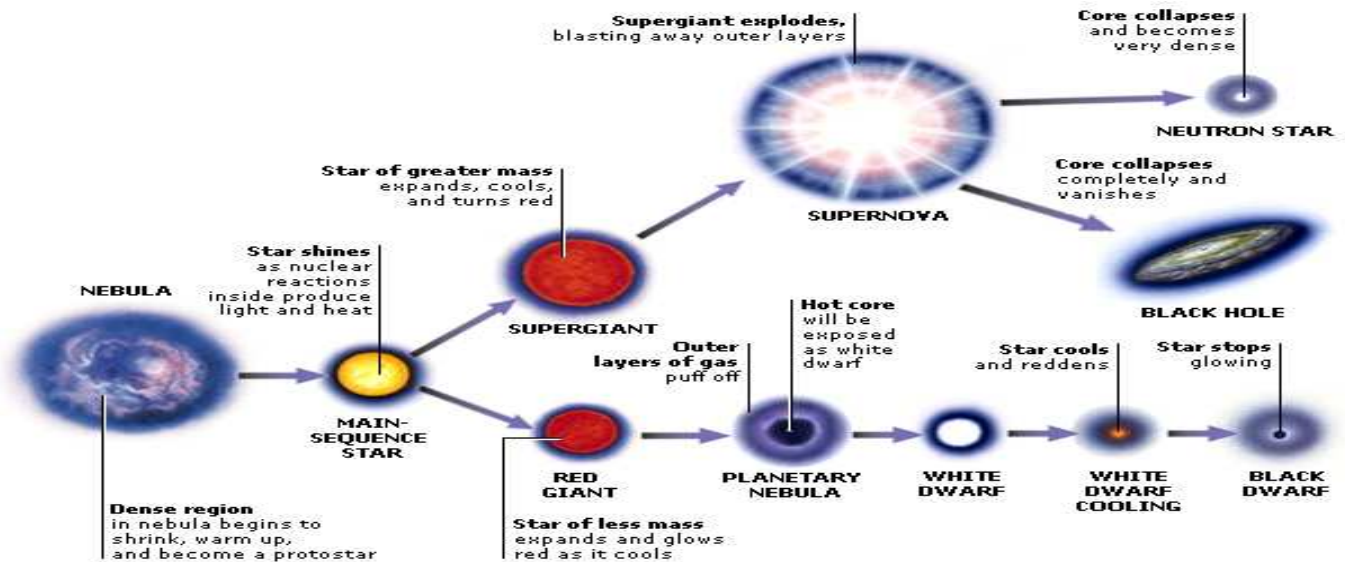 Supergiant explodes,
blasting away outer layers
Core collapses
and becomes
very dense
NEUTRON STAR
Star of greater mass
expands, cools,
and turns red
Core collapses
completely and
vanishes
SUPERNOVA
Star shines
as nuclear
reactions
inside produce
light and heat
NEBULA
SUPERGIANT
BLACK HOLE
Hot core
will be
exposed
as white
dwarf
Outer
layers of gas
puff off
Star cools
and reddens
Star stops
glowing
MAIN-
SEQUENCE
STAR
RED
GIANT
PLANETARY
NEBULA
WHITE
DWARF
WHITE
DWARF
COOLING
BLACK
DWARF
Dense region
in nebula begins to
shrink, warm up,
and become a protostar
Star of less mass
expands and glows
red as it cools